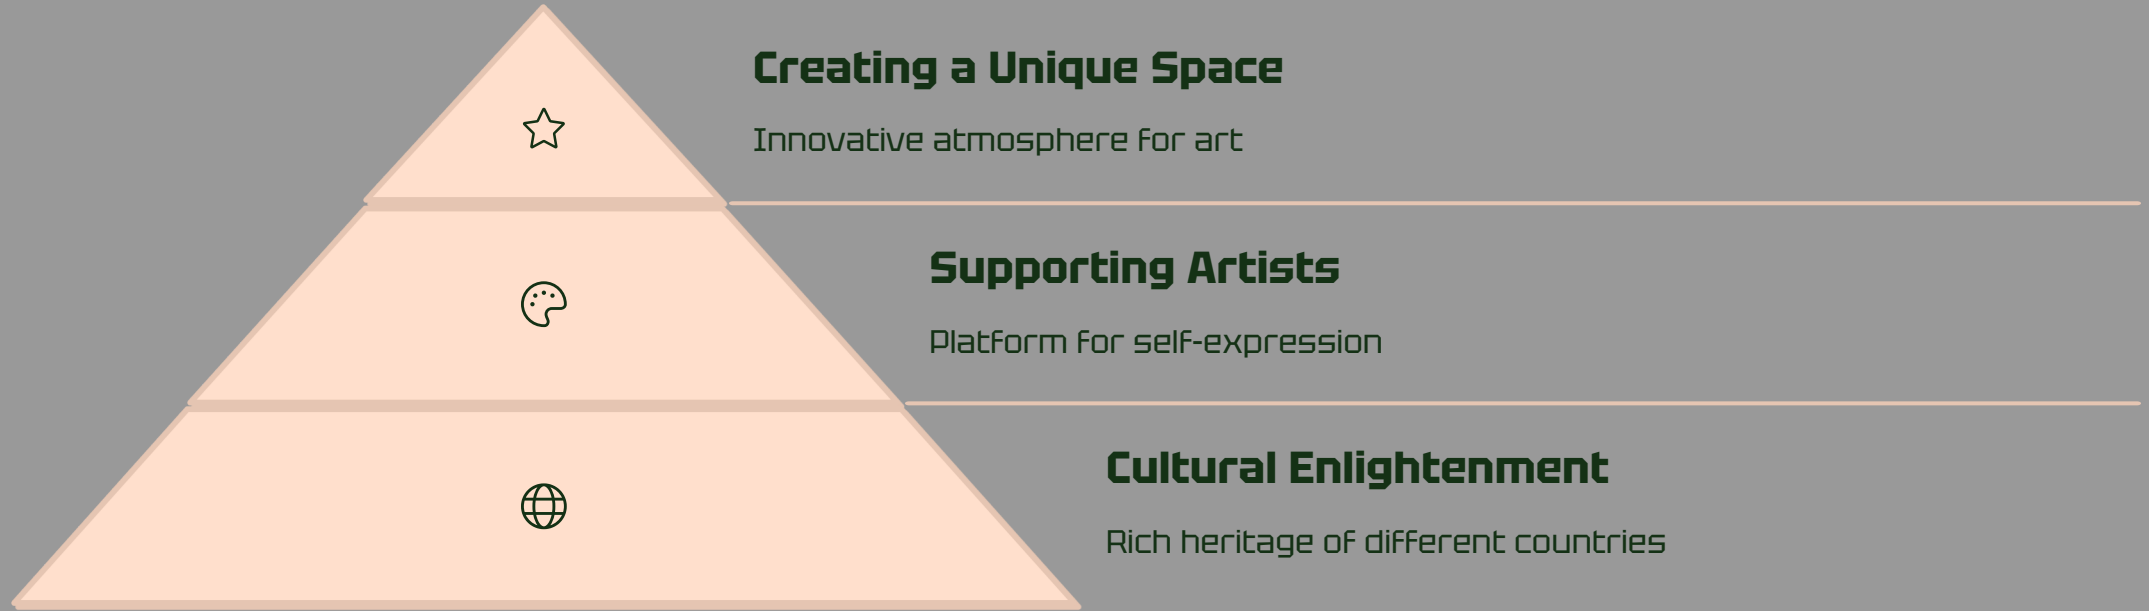 Creating a Unique Space
Innovative atmosphere for art
Supporting Artists
Platform for self-expression
Cultural Enlightenment
Rich heritage of different countries